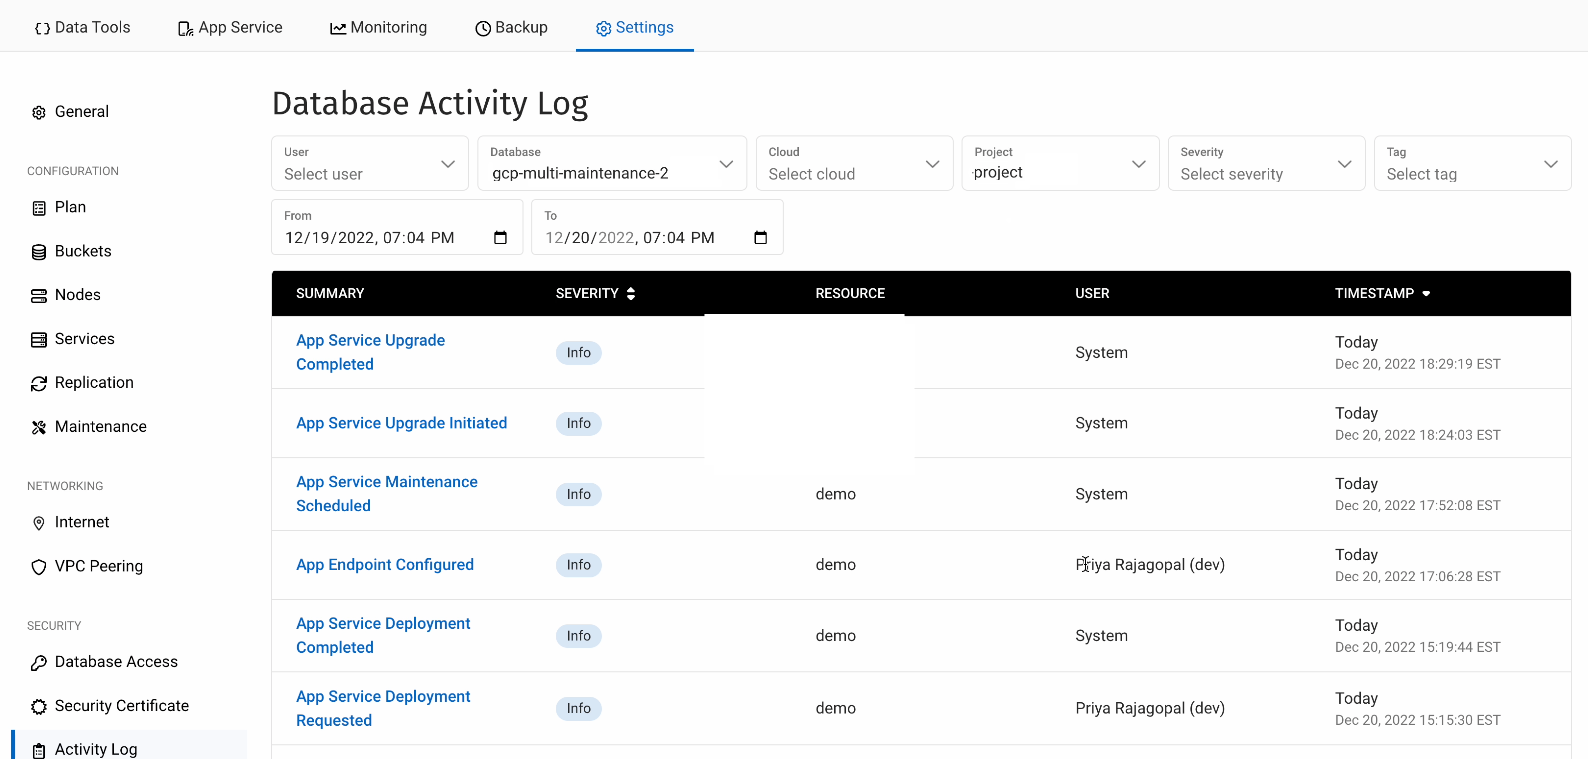 Data Tools App Service Monitoring Backup Settings
General
CONFIGURATION
Plan
Buckets
Nodes
Services
Replication
Maintenance
NETWORKING
Internet
VPC Peering
SECURITY
Database Access
Security Certificate
Activity Log
Database Activity Log
User Database Cloud Project Severity Tag
Select user gcp-multi-maintenance-2 Select cloud -project Select severity Select tag
From To
12/19/2022, 07:04 PM 12/20/2022, 07:04 PM
SUMMARY SEVERITY RESOURCE USER TIMESTAMP
App Service Upgrade Completed Info System Today
Dec 20, 2022 18:29:19 EST
App Service Upgrade Initiated Info System Today
Dec 20, 2022 18:24:03 EST
App Service Maintenance Scheduled Info demo System Today
Dec 20, 2022 17:52:08 EST
App Endpoint Configured Info demo Priya Rajagopal (dev) Today
Dec 20, 2022 17:06:28 EST
App Service Deployment Completed Info demo System Today
Dec 20, 2022 15:19:44 EST
App Service Deployment Requested Info demo Priya Rajagopal (dev) Today
Dec 20, 2022 15:15:30 EST